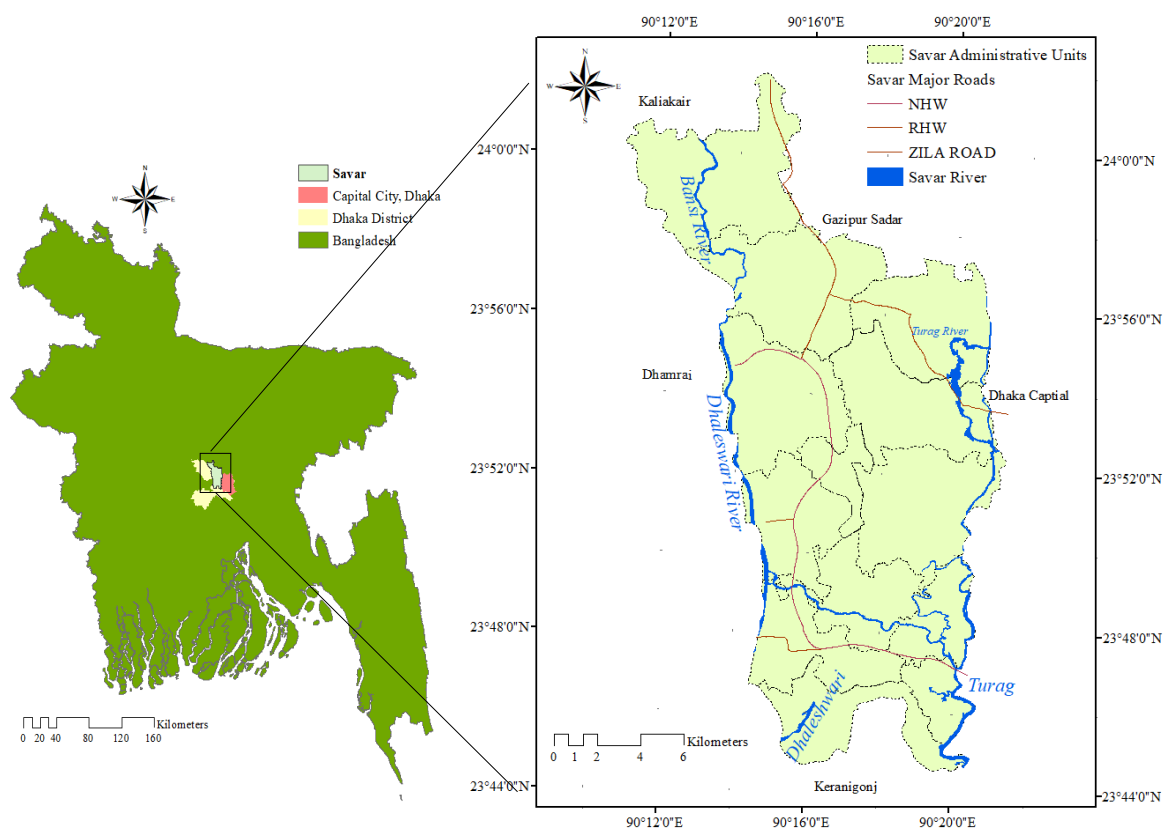 90°12'0"E 90°16'0"E 90°20'0"E
N
W E
S
Savar
Capital City, Dhaka
Dhaka District
Bangladesh
0 20 40 80 120 160
Kilometers
24°0'0"N
23°56'0"N
23°52'0"N
23°48'0"N
23°44'0"N
N
W E
S
Savar Administrative Units
Savar Major Roads
NHW
RHW
ZILA ROAD
Savar River
Kaliakair
Bansi River
Gazipur Sadar
Turag River
Dhamrai
Dhaka Captial
Dhaleswari River
Turag
Dhaleshwari
0 1 2 4 6
Kilometers
Keranigonj
24°0'0"N
23°56'0"N
23°52'0"N
23°48'0"N
23°44'0"N
90°12'0"E 90°16'0"E 90°20'0"E